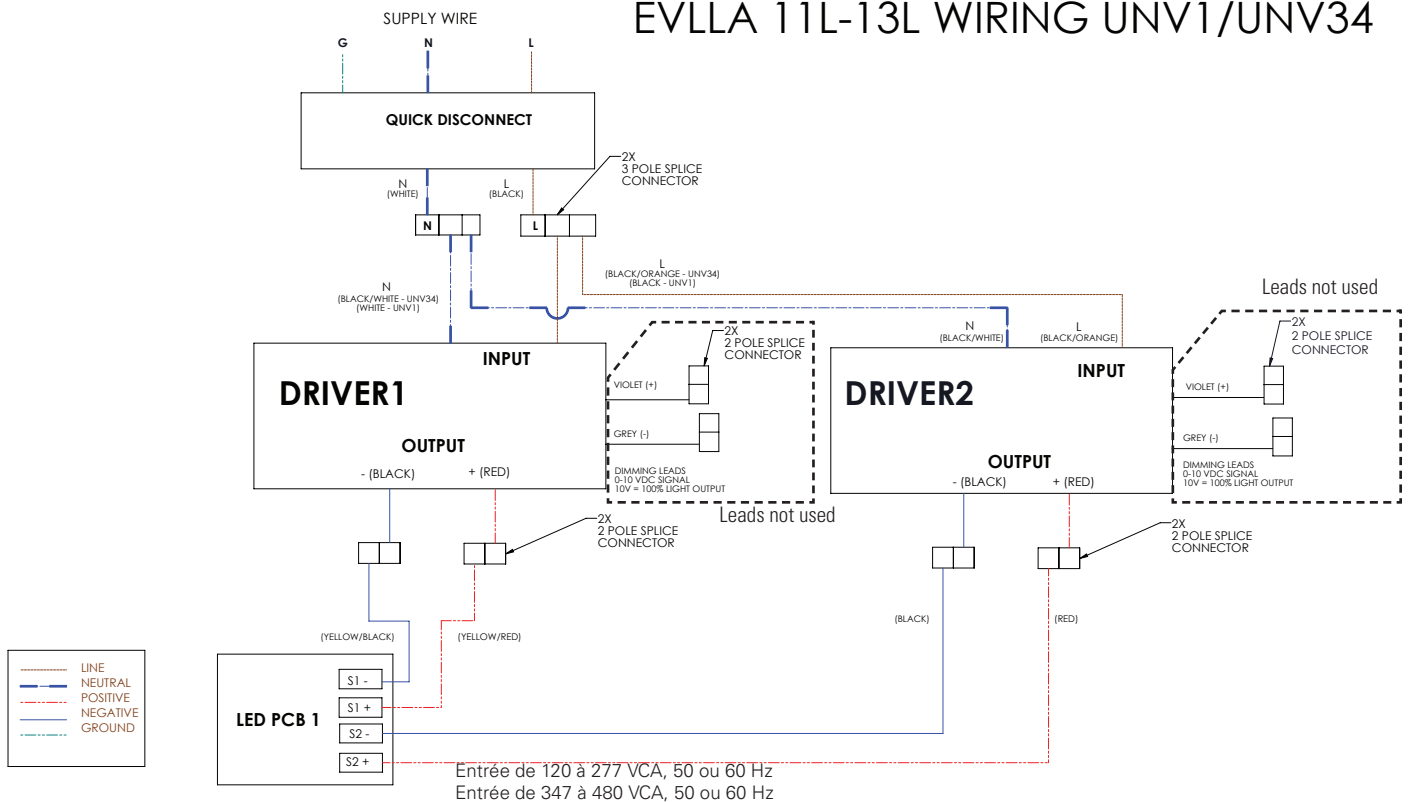 EVLLA 11L-13L WIRING UNV1/UNV34
SUPPLY WIRE
G
N
L
QUICK DISCONNECT
2X
3 POLE SPLICE
CONNECTOR
N
(WHITE)
L
(BLACK)
N
L
L
(BLACK/ORANGE - UNV34)
(BLACK - UNV1)
N
(BLACK/WHITE - UNV34)
(WHITE - UNV1)
Leads not used
N
(BLACK/WHITE)
L
(BLACK/ORANGE)
2X
2 POLE SPLICE
CONNECTOR
2X
2 POLE SPLICE
CONNECTOR
INPUT
DRIVER1
OUTPUT
- (BLACK)
+ (RED)
VIOLET (+)
GREY (-)
DIMMING LEADS
0-10 VDC SIGNAL
10V = 100% LIGHT OUTPUT
Leads not used
INPUT
DRIVER2
OUTPUT
- (BLACK)
+ (RED)
VIOLET (+)
GREY (-)
DIMMING LEADS
0-10 VDC SIGNAL
10V = 100% LIGHT OUTPUT
2X
2 POLE SPLICE
CONNECTOR
2X
2 POLE SPLICE
CONNECTOR
(YELLOW/BLACK)
(YELLOW/RED)
(BLACK)
(RED)
LINE
NEUTRAL
POSITIVE
NEGATIVE
GROUND
LED PCB 1
S1 -
S1 +
S2 -
S2 +
Entrée de 120 à 277 VCA, 50 ou 60 Hz
Entrée de 347 à 480 VCA, 50 ou 60 Hz